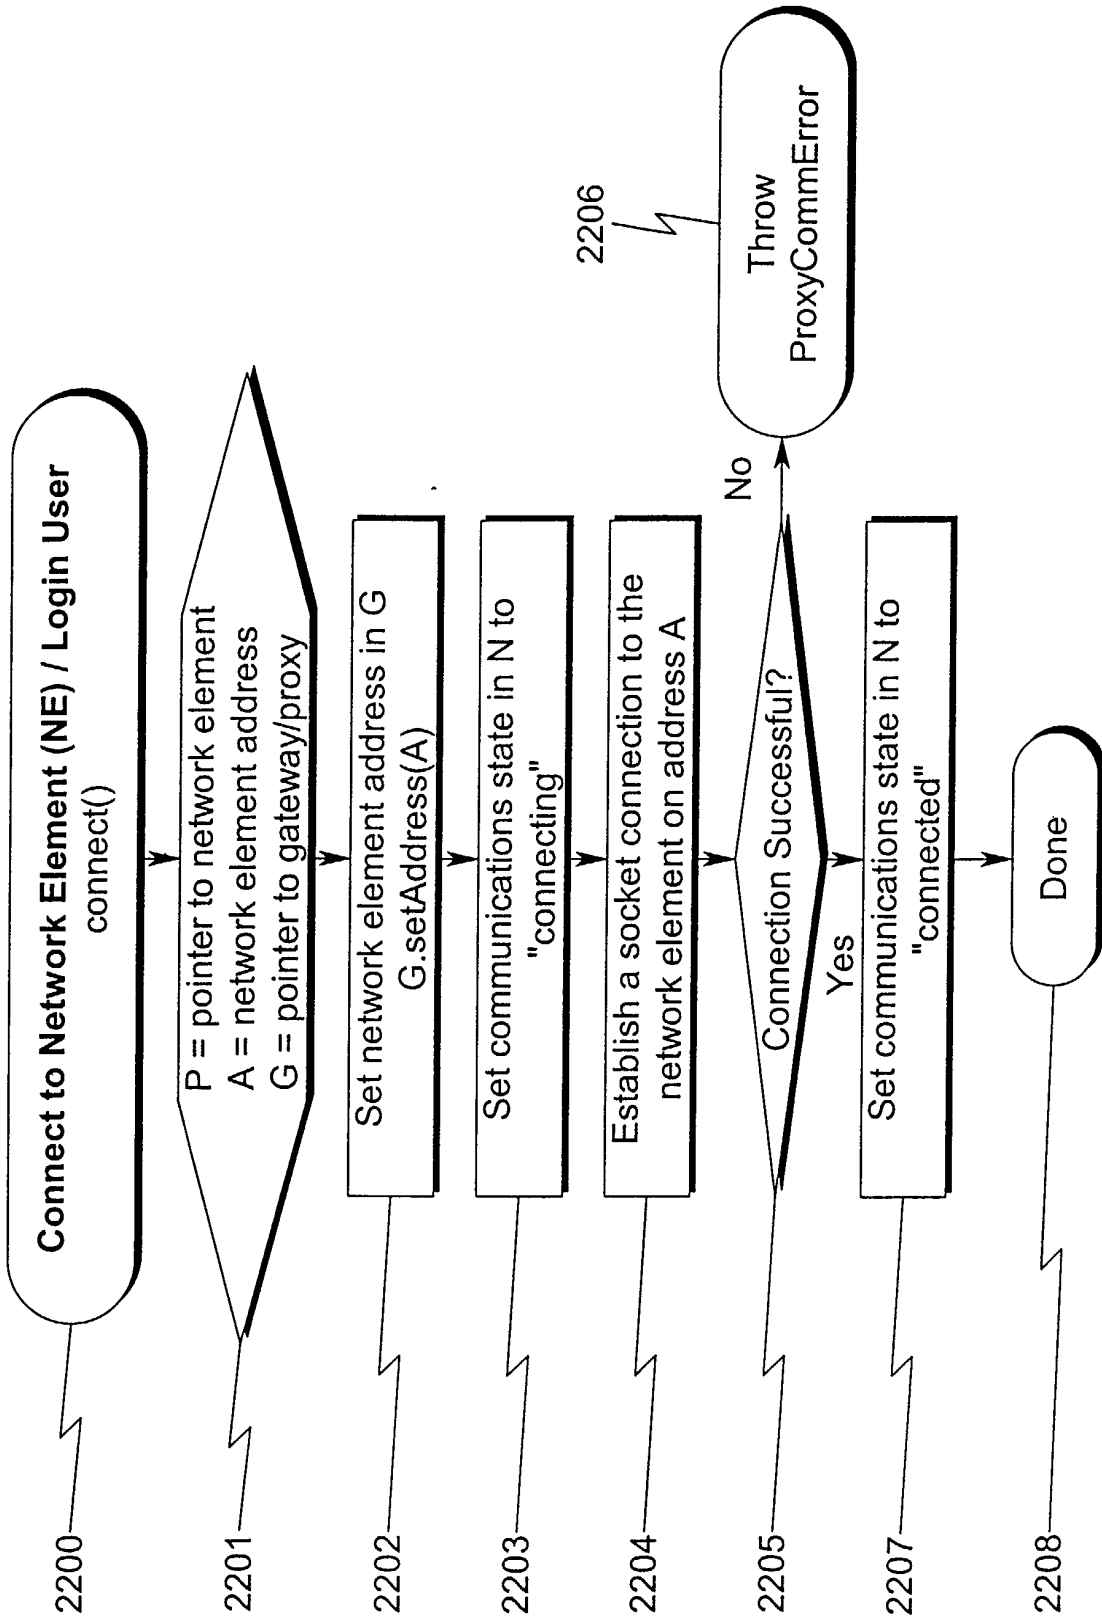 2200
Connect to Network Element (NE) / Login User
connect()
2201
P = pointer to network element
A = network element address
G = pointer to gateway/proxy
2202
Set network element address in G
G.setAddress(A)
2203
Set communications state in N to
"connecting"
2204
Establish a socket connection to the
network element on address A
2205
Connection Successful?
No
2206
Throw
ProxyCommError
Yes
2207
Set communications state in N to
"connected"
2208
Done